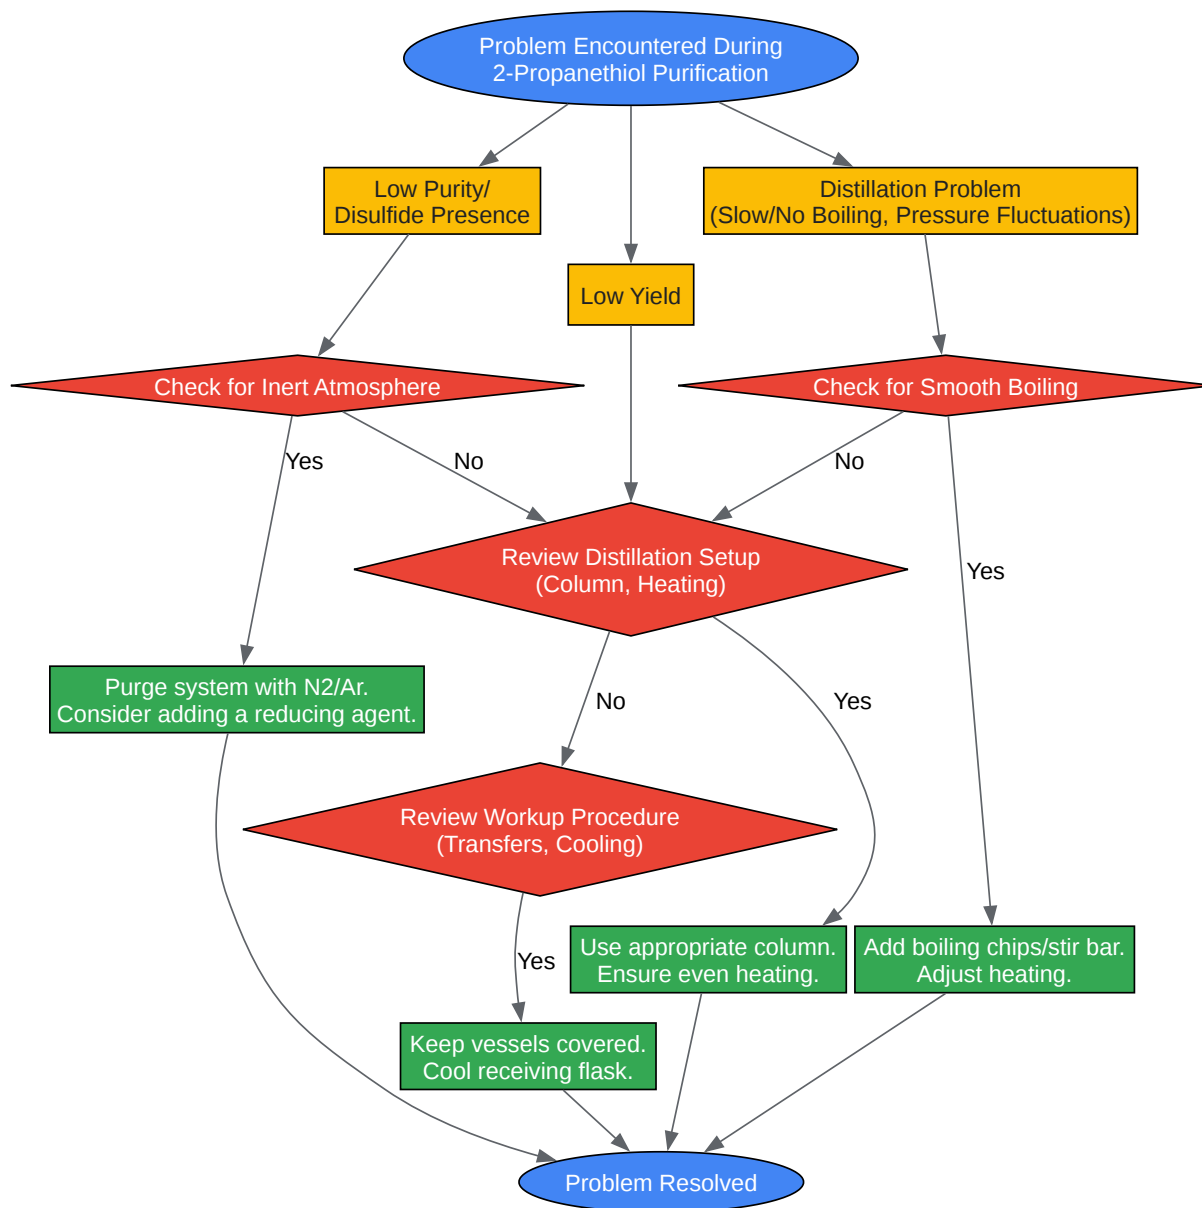 Problem Encountered During
2-Propanethiol Purification
Low Purity/
Disulfide Presence
Distillation Problem
(Slow/No Boiling, Pressure Fluctuations)
Low Yield
Check for Inert Atmosphere
Check for Smooth Boiling
Yes
No
No
Review Distillation Setup
(Column, Heating)
Yes
Purge system with N2/Ar.
Consider adding a reducing agent.
No
Yes
Review Workup Procedure
(Transfers, Cooling)
Yes
Use appropriate column.
Ensure even heating.
Add boiling chips/stir bar.
Adjust heating.
Keep vessels covered.
Cool receiving flask.
Problem Resolved